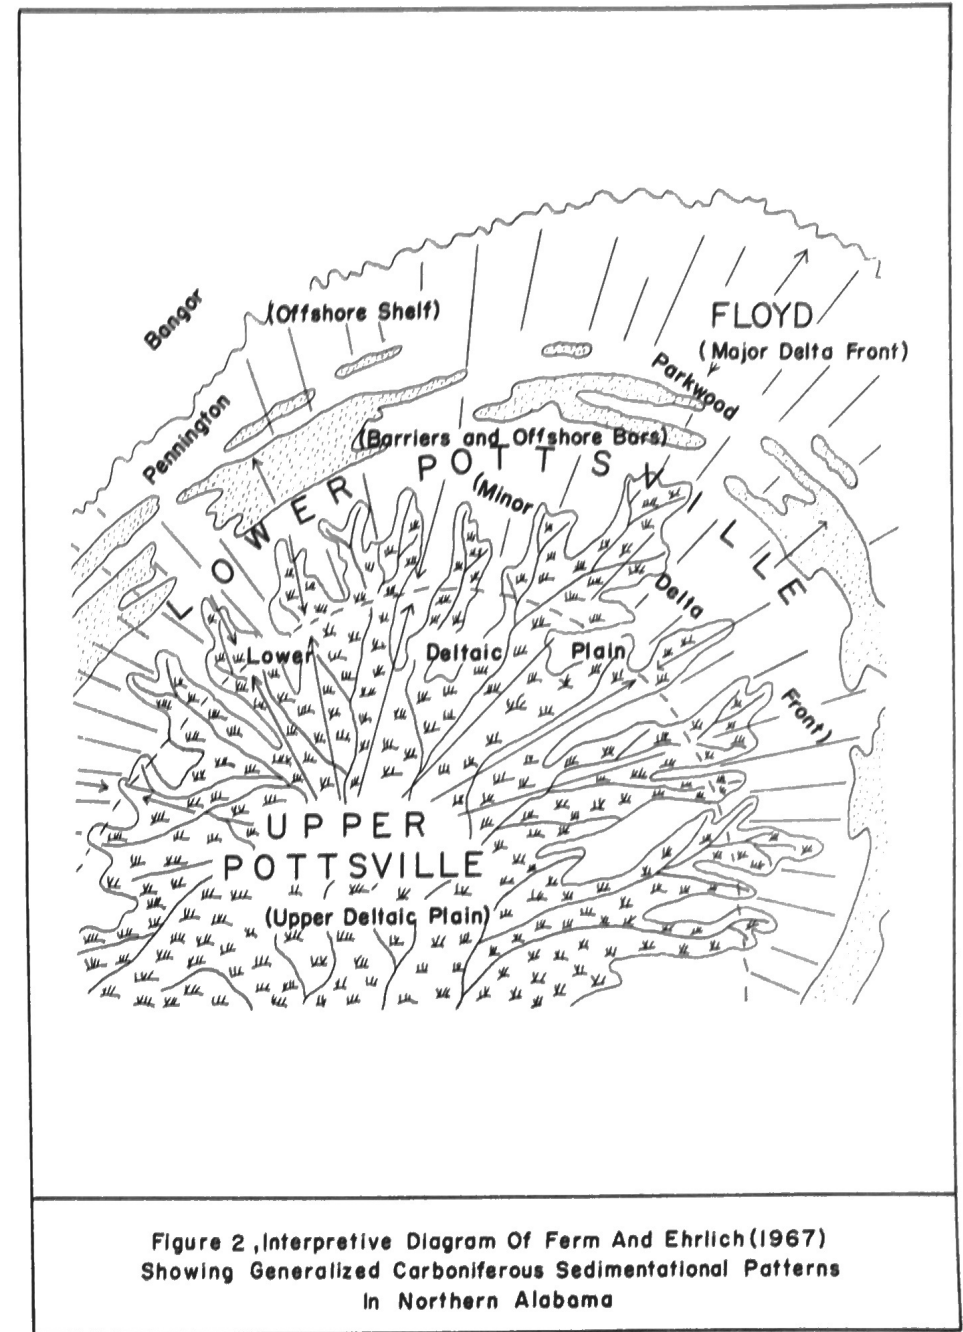 Bangor
(Offshore Shelf)
FLOYD
(Major Delta Front)
Parkwood
Pennington
(Barriers and Offshore Bars)
LOWER POTTSVILLE
(Minor Delta Front)
Lower Deltaic Plain
UPPER
POTTSVILLE
(Upper Deltaic Plain)
Figure 2 ,Interpretive Diagram Of Ferm And Ehrlich(1967)
Showing Generalized Carboniferous Sedimentational Patterns
In Northern Alabama